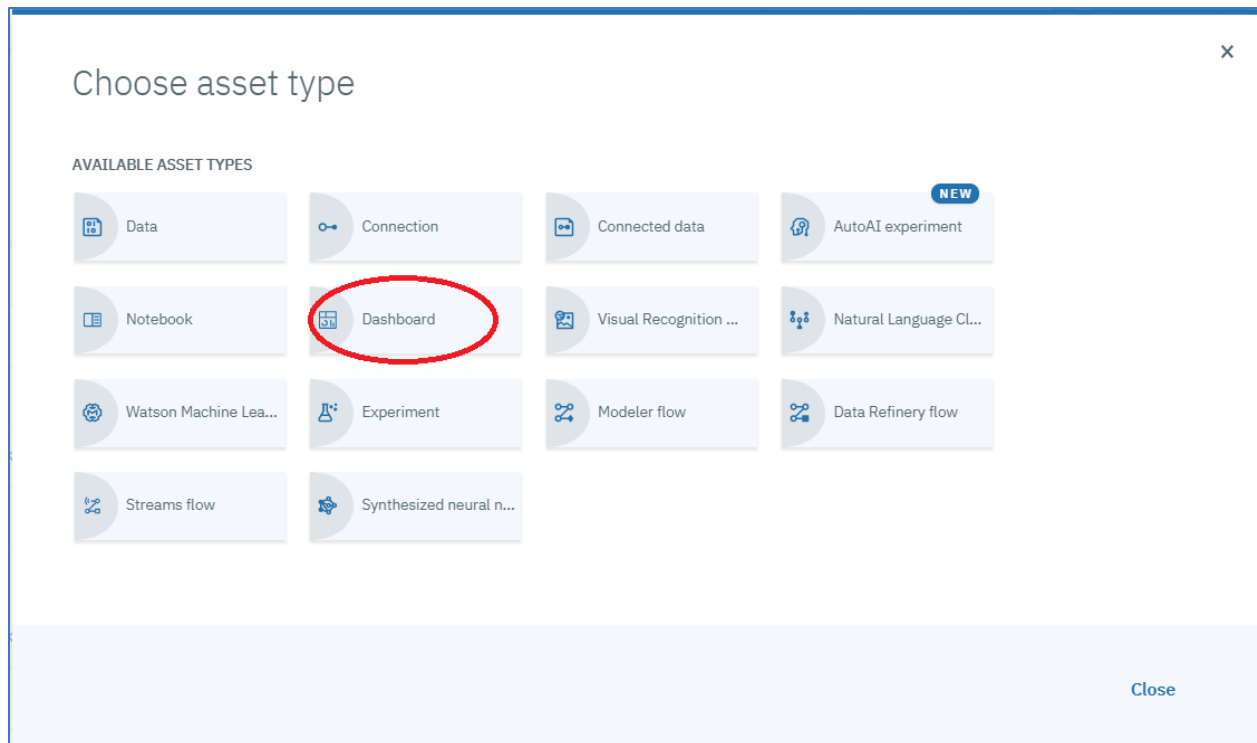 ×
Choose asset type
AVAILABLE ASSET TYPES
NEW
Data
Connection
Connected data
AutoAI experiment
Notebook
Dashboard
Visual Recognition ...
Natural Language Cl...
Watson Machine Lea...
Experiment
Modeler flow
Data Refinery flow
Streams flow
Synthesized neural n...
Close